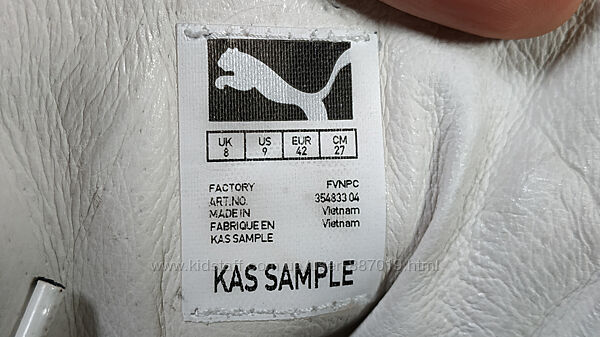 UK US EUR CM
8 9 42 27
FACTORY FVNPC
ART.NO. 354833 04
MADE IN Vietnam
FABRIQUE EN Vietnam
KAS SAMPLE
KAS SAMPLE